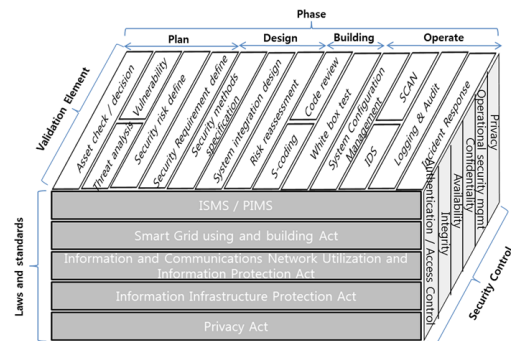 Phase
Plan
Design
Building
Operate
Validation Element
Asset check / decision
Vulnerability
Threat analysis
Security risk define
Security Requirement define
Security methods
specification
System integration design
Risk reassessment
Code review
S-coding
White box test
System Configuration
Management
SCAN
IDS
Logging & Audit
Incident Response
Laws and standards
ISMS / PIMS
Smart Grid using and building Act
Information and Communications Network Utilization and
Information Protection Act
Information Infrastructure Protection Act
Privacy Act
Authentication / Access Control
Integrity
Availability
Confidentiality
Operational security mgmt
Privacy
Security Control